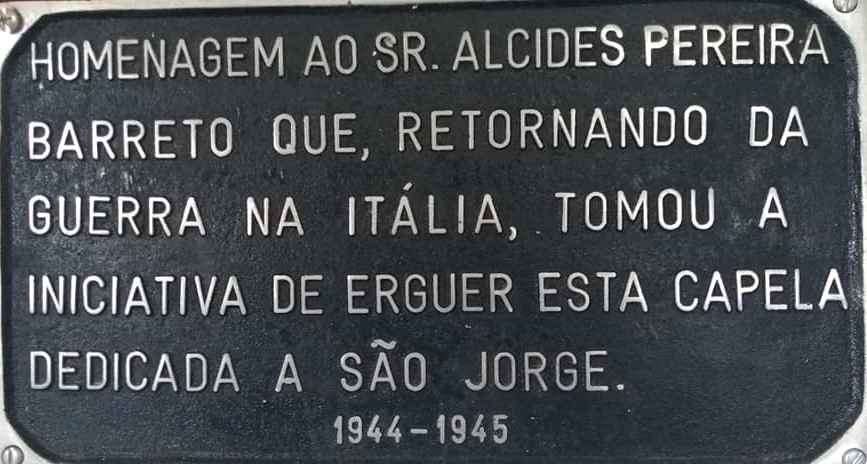 HOMENAGEM AO SR. ALCIDES PEREIRA
BARRETO QUE, RETORNANDO DA
GUERRA NA ITÁLIA, TOMOU A
INICIATIVA DE ERGUER ESTA CAPELA
DEDICADA A SÃO JORGE.
1944-1945